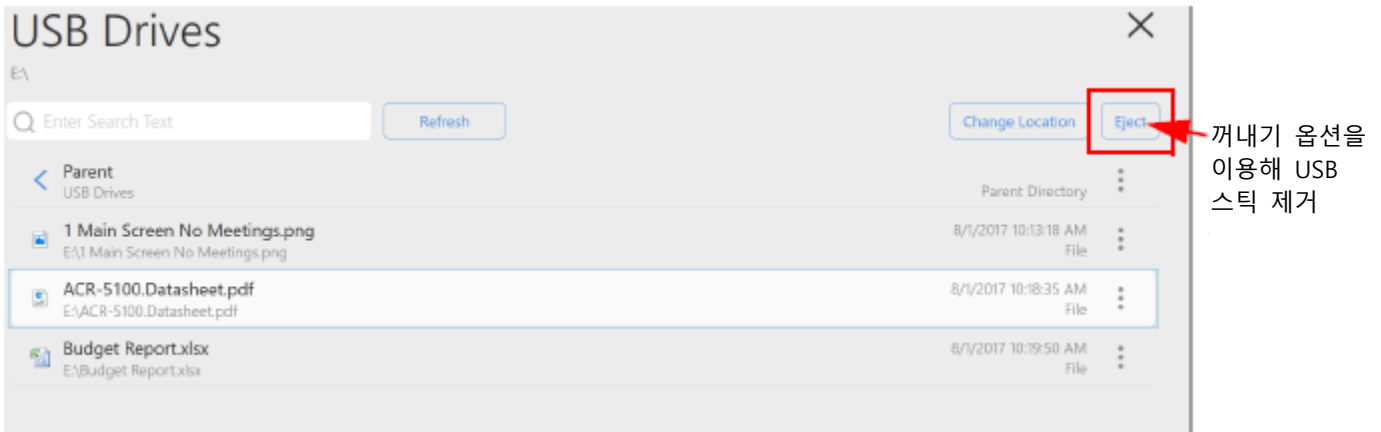 USB Drives
E:\
Enter Search Text
Refresh
Change Location
Eject
꺼내기 옵션을
이용해 USB
스틱 제거
Parent
USB Drives
Parent Directory
1 Main Screen No Meetings.png
8/1/2017 10:13:18 AM
E:\1 Main Screen No Meetings.png
File
ACR-5100.Datasheet.pdf
8/1/2017 10:18:35 AM
E:\ACR-5100.Datasheet.pdf
File
Budget Report.xlsx
8/1/2017 10:19:50 AM
E:\Budget Report.xlsx
File